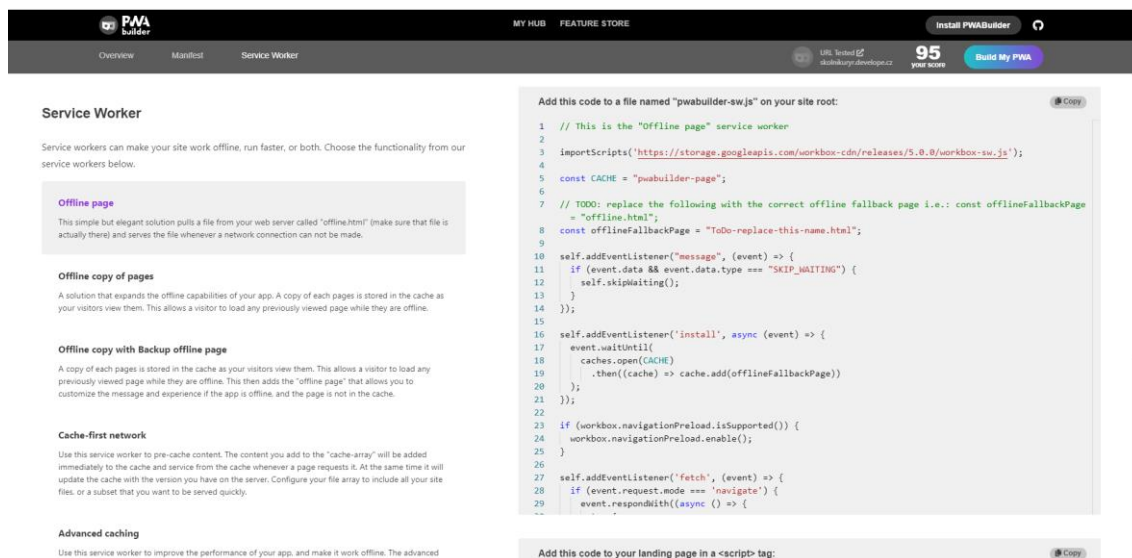 PWA builder
MY HUB FEATURE STORE
Install PWABuilder
Overview Manifest Service Worker
URL Tested
skolnikuryr.develope.cz
95
your score
Build My PWA
Service Worker
Service workers can make your site work offline, run faster, or both. Choose the functionality from our
service workers below.
Offline page
This simple but elegant solution pulls a file from your web server called "offline.html" (make sure that file is
actually there) and serves the file whenever a network connection can not be made.
Offline copy of pages
A solution that expands the offline capabilities of your app. A copy of each pages is stored in the cache as
your visitors view them. This allows a visitor to load any previously viewed page while they are offline.
Offline copy with Backup offline page
A copy of each pages is stored in the cache as your visitors view them. This allows a visitor to load any
previously viewed page while they are offline. This then adds the "offline page" that allows you to
customize the message and experience if the app is offline, and the page is not in the cache.
Cache-first network
Use this service worker to pre-cache content. The content you add to the "cache-array" will be added
immediately to the cache and service from the cache whenever a page requests it. At the same time it will
update the cache with the version you have on the server. Configure your file array to include all your site
files, or a subset that you want to be served quickly.
Advanced caching
Use this service worker to improve the performance of your app, and make it work offline. The advanced
Add this code to a file named "pwabuilder-sw.js" on your site root:
Copy
1 // This is the "Offline page" service worker
2
3 importScripts('https://storage.googleapis.com/workbox-cdn/releases/5.0.0/workbox-sw.js');
4
5 const CACHE = "pwabuilder-page";
6
7 // TODO: replace the following with the correct offline fallback page i.e.: const offlineFallbackPage
= "offline.html";
8 const offlineFallbackPage = "ToDo-replace-this-name.html";
9
10 self.addEventListener("message", (event) => {
11 if (event.data && event.data.type === "SKIP_WAITING") {
12 self.skipWaiting();
13 }
14 });
15
16 self.addEventListener('install', async (event) => {
17 event.waitUntil(
18 caches.open(CACHE)
19 .then((cache) => cache.add(offlineFallbackPage))
20 );
21 });
22
23 if (workbox.navigationPreload.isSupported()) {
24 workbox.navigationPreload.enable();
25 }
26
27 self.addEventListener('fetch', (event) => {
28 if (event.request.mode === 'navigate') {
29 event.respondWith((async () => {
Add this code to your landing page in a <script> tag:
Copy